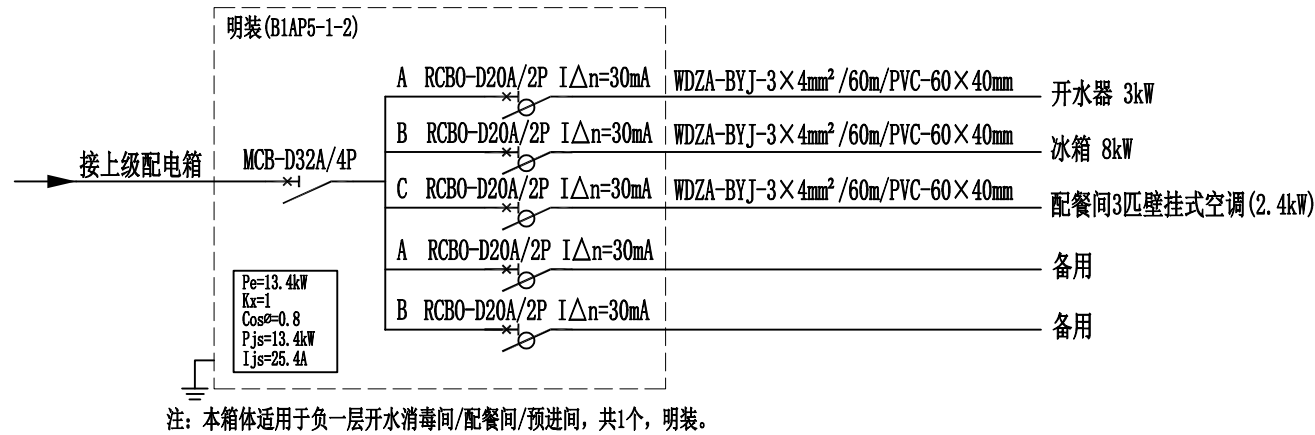 明装(B1AP5-1-2)
A RCBO-D20A/2P I△n=30mA WDZA-BYJ-3×4mm²/60m/PVC-60×40mm 开水器 3kW
B RCBO-D20A/2P I△n=30mA WDZA-BYJ-3×4mm²/60m/PVC-60×40mm 冰箱 8kW
接上级配电箱 MCB-D32A/4P
C RCBO-D20A/2P I△n=30mA WDZA-BYJ-3×4mm²/60m/PVC-60×40mm 配餐间3匹壁挂式空调(2.4kW)
A RCBO-D20A/2P I△n=30mA 备用
B RCBO-D20A/2P I△n=30mA 备用
Pe=13.4kW
Kx=1
Cosø=0.8
Pjs=13.4kW
Ijs=25.4A
注: 本箱体适用于负一层开水消毒间/配餐间/预进间, 共1个, 明装。